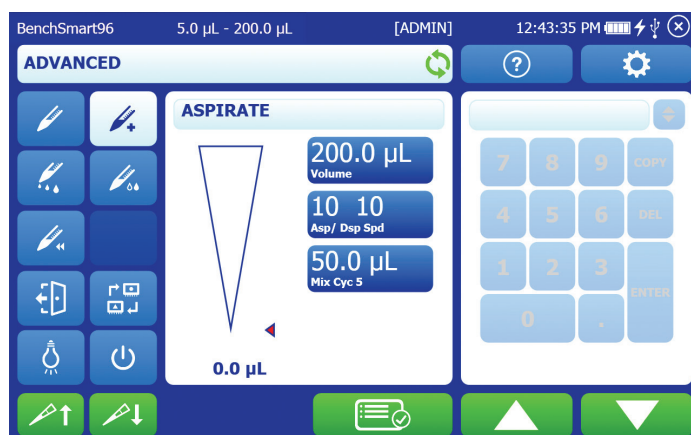 BenchSmart96 5.0 µL - 200.0 µL [ADMIN] 12:43:35 PM
ADVANCED
?
ASPIRATE
200.0 µL
Volume
10 10
Asp/ Dsp Spd
50.0 µL
Mix Cyc 5
0.0 µL
7 8 9 COPY
4 5 6 DEL
1 2 3
ENTER
0 .